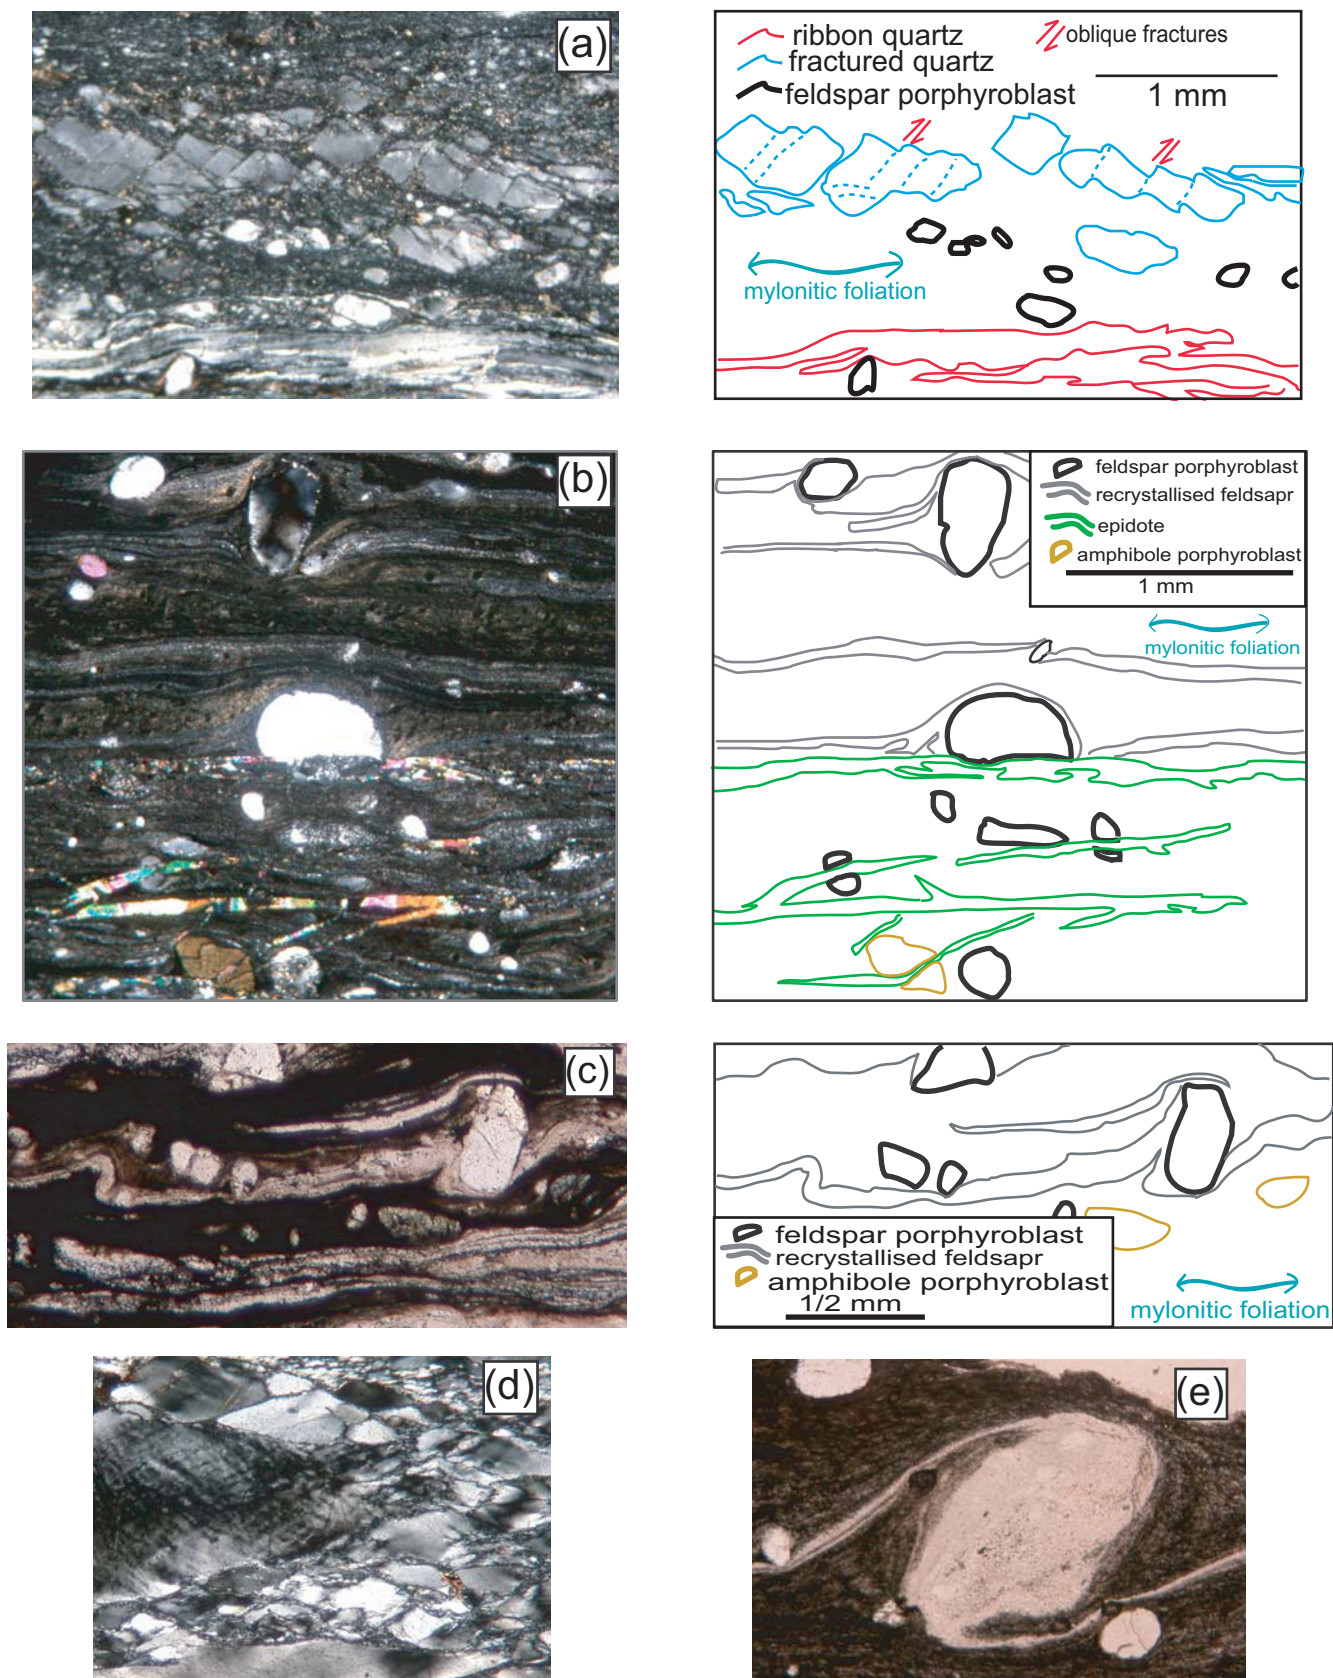 (a)
ribbon quartz
oblique fractures
fractured quartz
feldspar porphyroblast
1 mm
mylonitic foliation
(b)
feldspar porphyroblast
recrystallised feldsapr
epidote
amphibole porphyroblast
1 mm
mylonitic foliation
(c)
feldspar porphyroblast
recrystallised feldsapr
amphibole porphyroblast
1/2 mm
mylonitic foliation
(d)
(e)